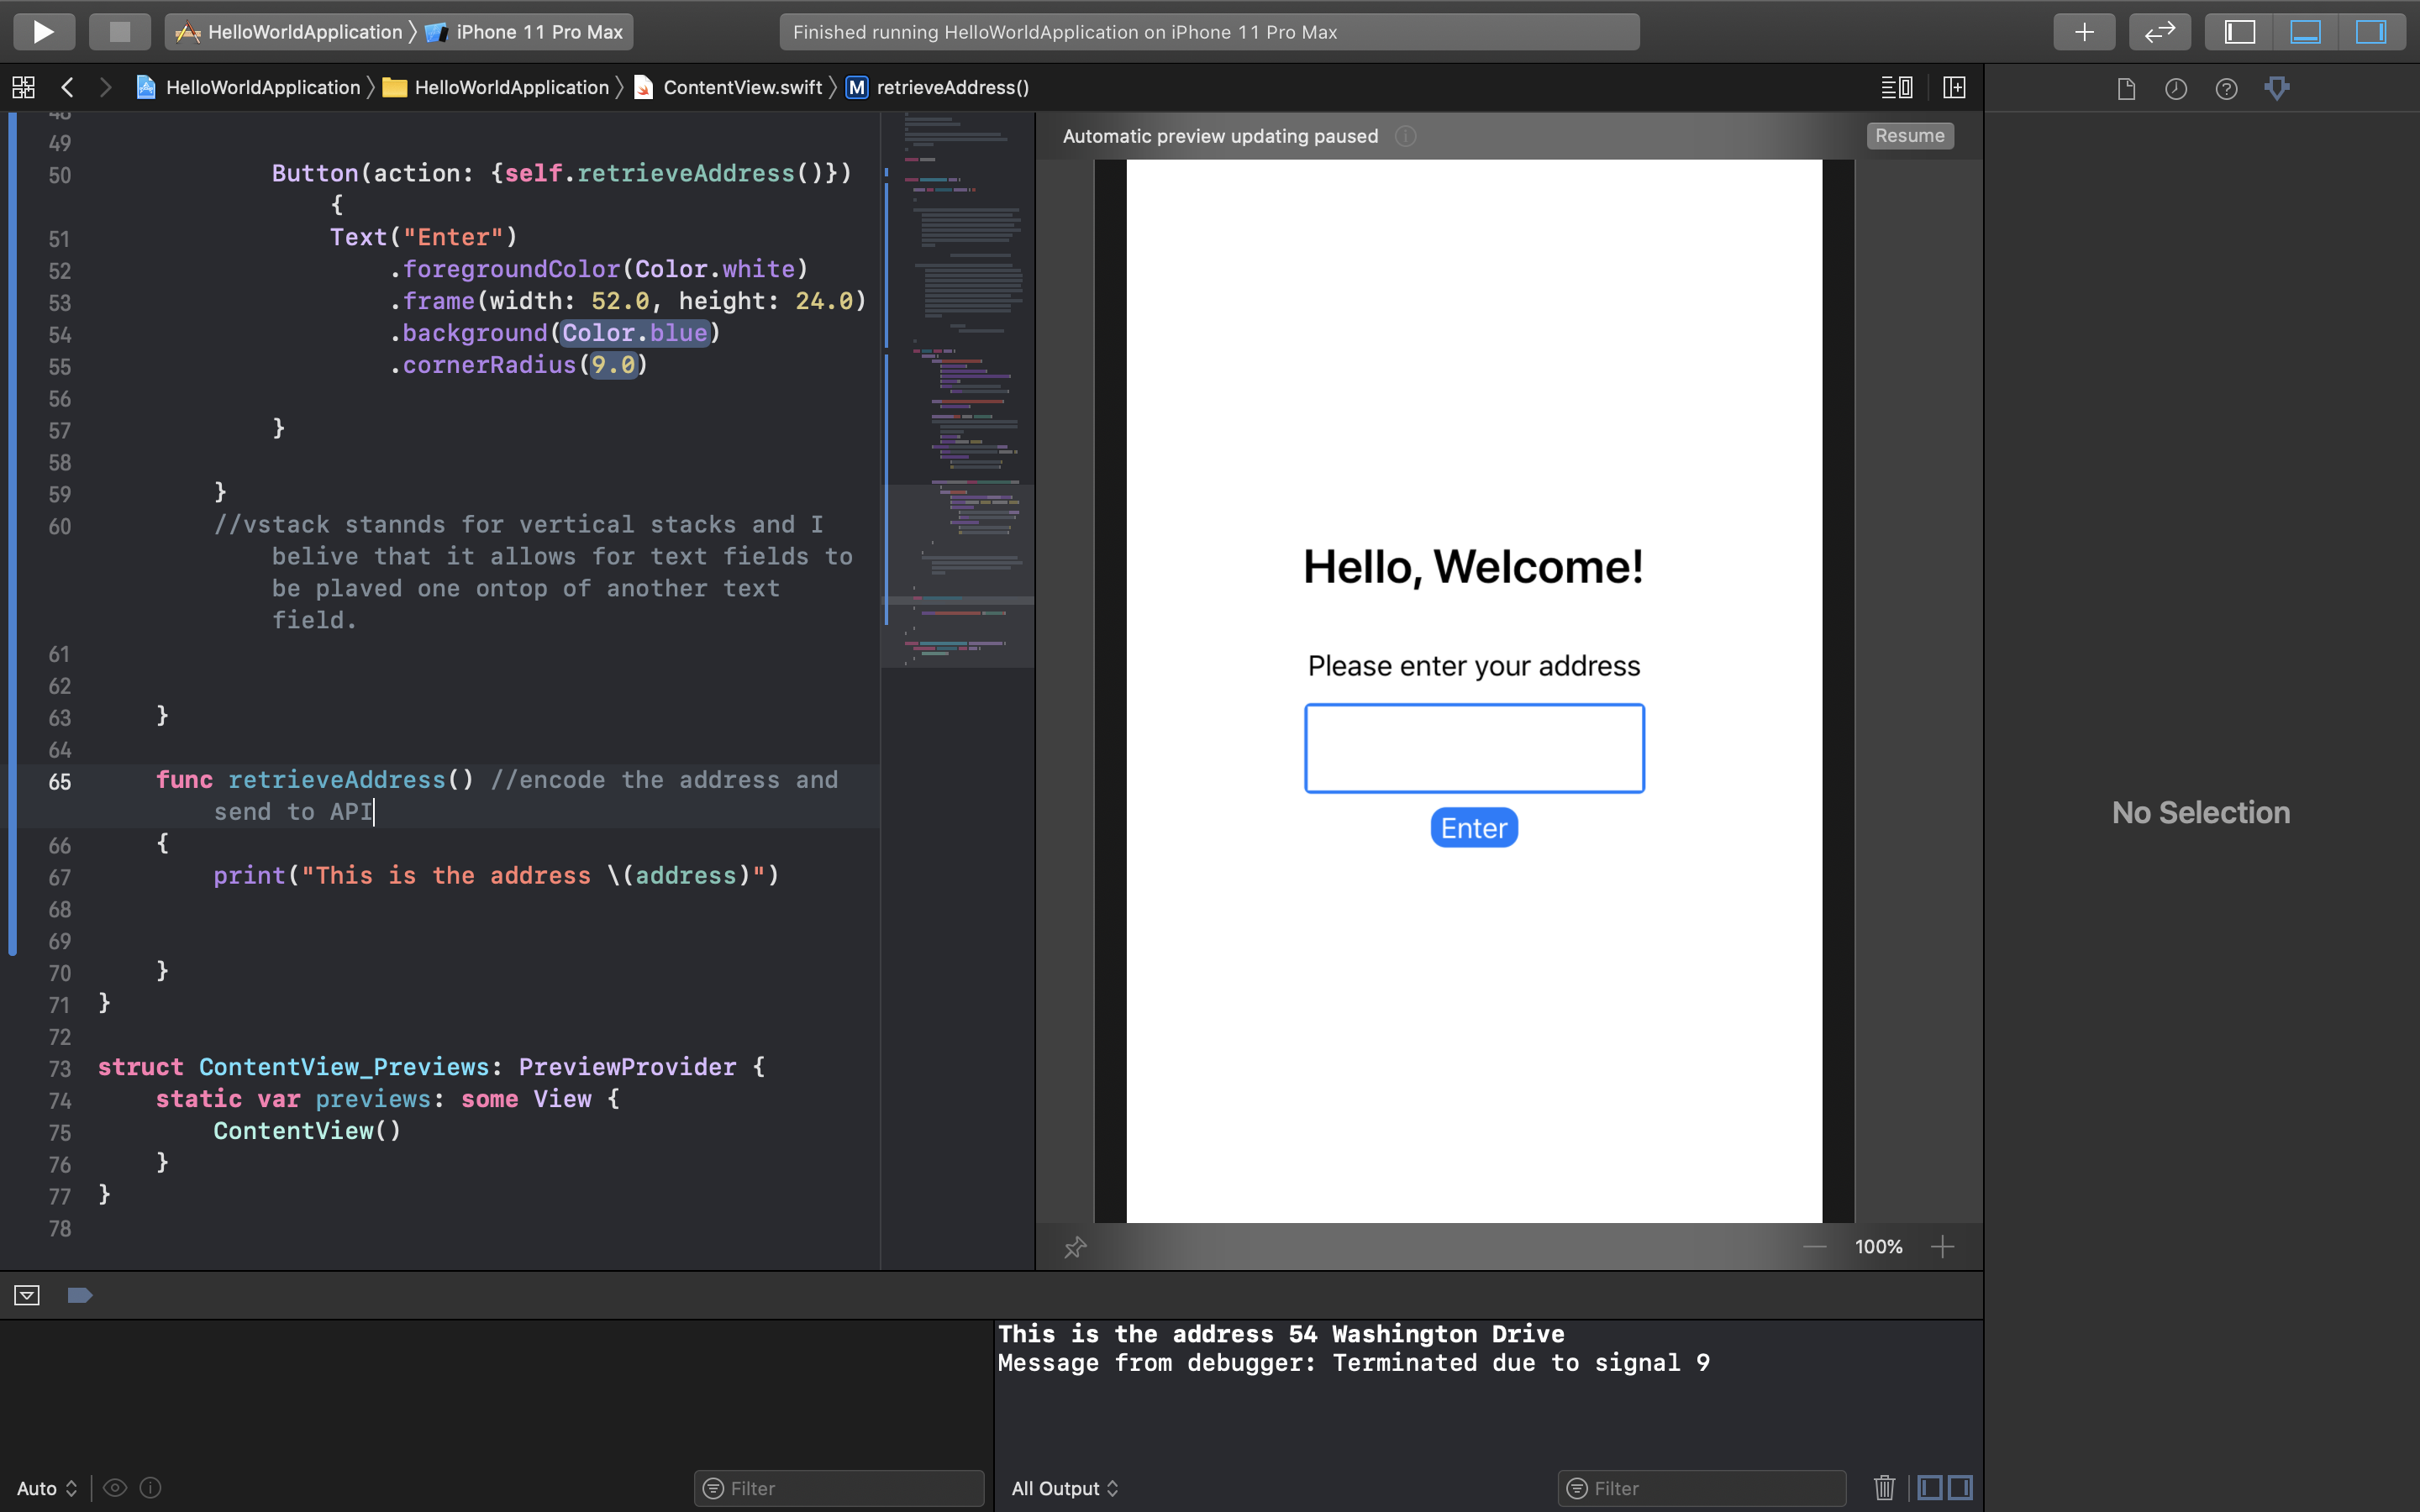 HelloWorldApplication 〉 iPhone 11 Pro Max
Finished running HelloWorldApplication on iPhone 11 Pro Max
HelloWorldApplication 〉 HelloWorldApplication 〉 ContentView.swift 〉 M retrieveAddress()
49
50 Button(action: {self.retrieveAddress()})
{
51 Text("Enter")
52 .foregroundColor(Color.white)
53 .frame(width: 52.0, height: 24.0)
54 .background(Color.blue)
55 .cornerRadius(9.0)
56
57 }
58
59 }
60 //vstack stannds for vertical stacks and I
belive that it allows for text fields to
be plaved one ontop of another text
field.
61
62
63 }
64
65 func retrieveAddress() //encode the address and
send to API
66 {
67 print("This is the address \(address)")
68
69
70 }
71 }
72
73 struct ContentView_Previews: PreviewProvider {
74 static var previews: some View {
75 ContentView()
76 }
77 }
78
Automatic preview updating paused
Resume
Hello, Welcome!
Please enter your address
Enter
100%
No Selection
This is the address 54 Washington Drive
Message from debugger: Terminated due to signal 9
Auto
Filter
All Output
Filter